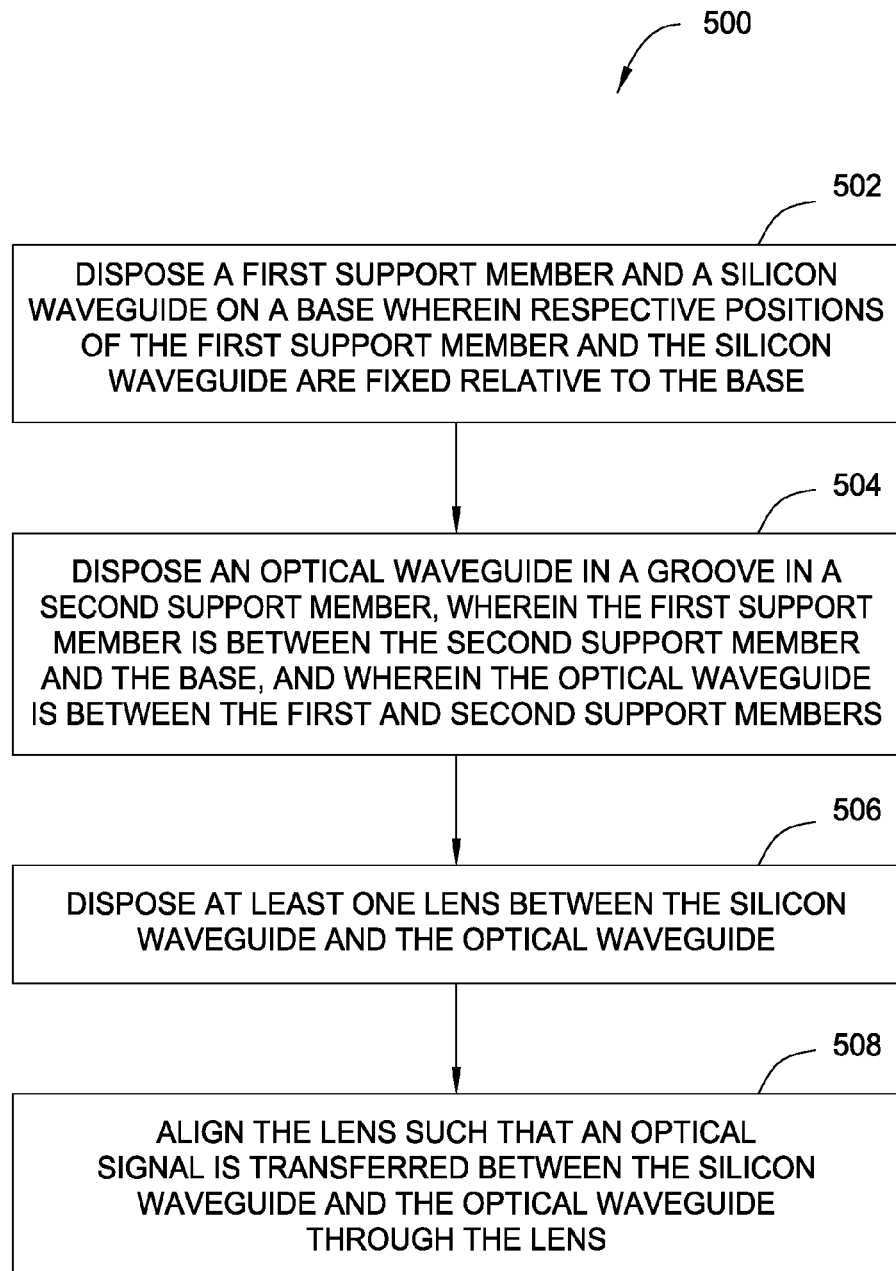 500
502
DISPOSE A FIRST SUPPORT MEMBER AND A SILICON
WAVEGUIDE ON A BASE WHEREIN RESPECTIVE POSITIONS
OF THE FIRST SUPPORT MEMBER AND THE SILICON
WAVEGUIDE ARE FIXED RELATIVE TO THE BASE
504
DISPOSE AN OPTICAL WAVEGUIDE IN A GROOVE IN A
SECOND SUPPORT MEMBER, WHEREIN THE FIRST SUPPORT
MEMBER IS BETWEEN THE SECOND SUPPORT MEMBER
AND THE BASE, AND WHEREIN THE OPTICAL WAVEGUIDE
IS BETWEEN THE FIRST AND SECOND SUPPORT MEMBERS
506
DISPOSE AT LEAST ONE LENS BETWEEN THE SILICON
WAVEGUIDE AND THE OPTICAL WAVEGUIDE
508
ALIGN THE LENS SUCH THAT AN OPTICAL
SIGNAL IS TRANSFERRED BETWEEN THE SILICON
WAVEGUIDE AND THE OPTICAL WAVEGUIDE
THROUGH THE LENS